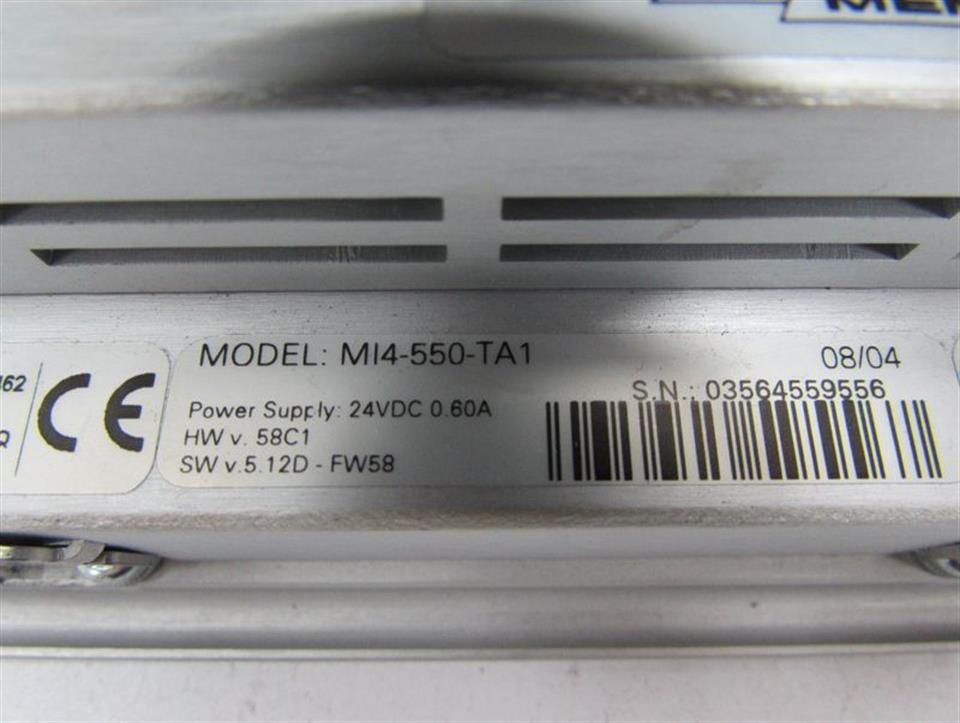 MODEL: MI4-550-TA1
08/04
S.N.: 03564559556
Power Supply: 24VDC 0.60A
HW v. 58C1
SW v.5.12D - FW58
CE